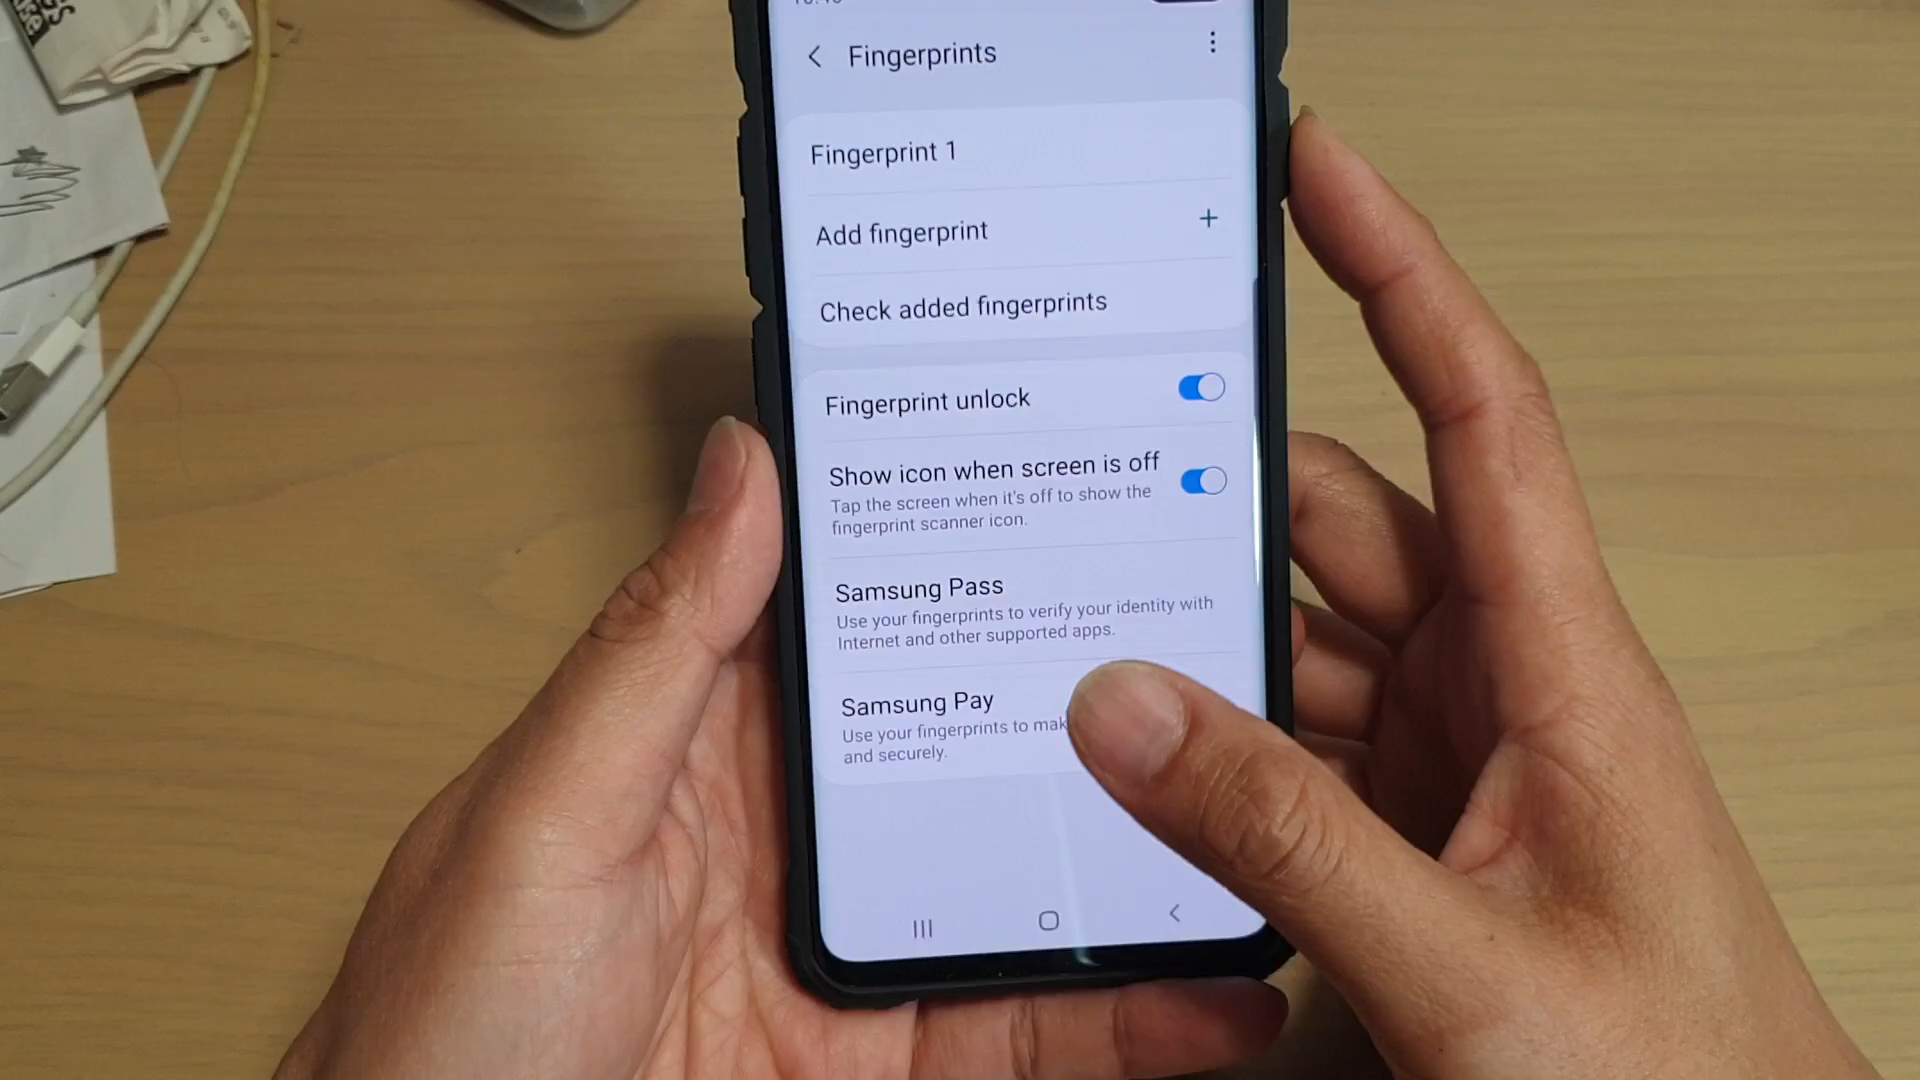 Fingerprints
Fingerprint 1
Add fingerprint
Check added fingerprints
Fingerprint unlock
Show icon when screen is off
Tap the screen when it's off to show the
fingerprint scanner icon.
Samsung Pass
Use your fingerprints to verify your identity with
Internet and other supported apps.
Samsung Pay
Use your fingerprints to
and securely.